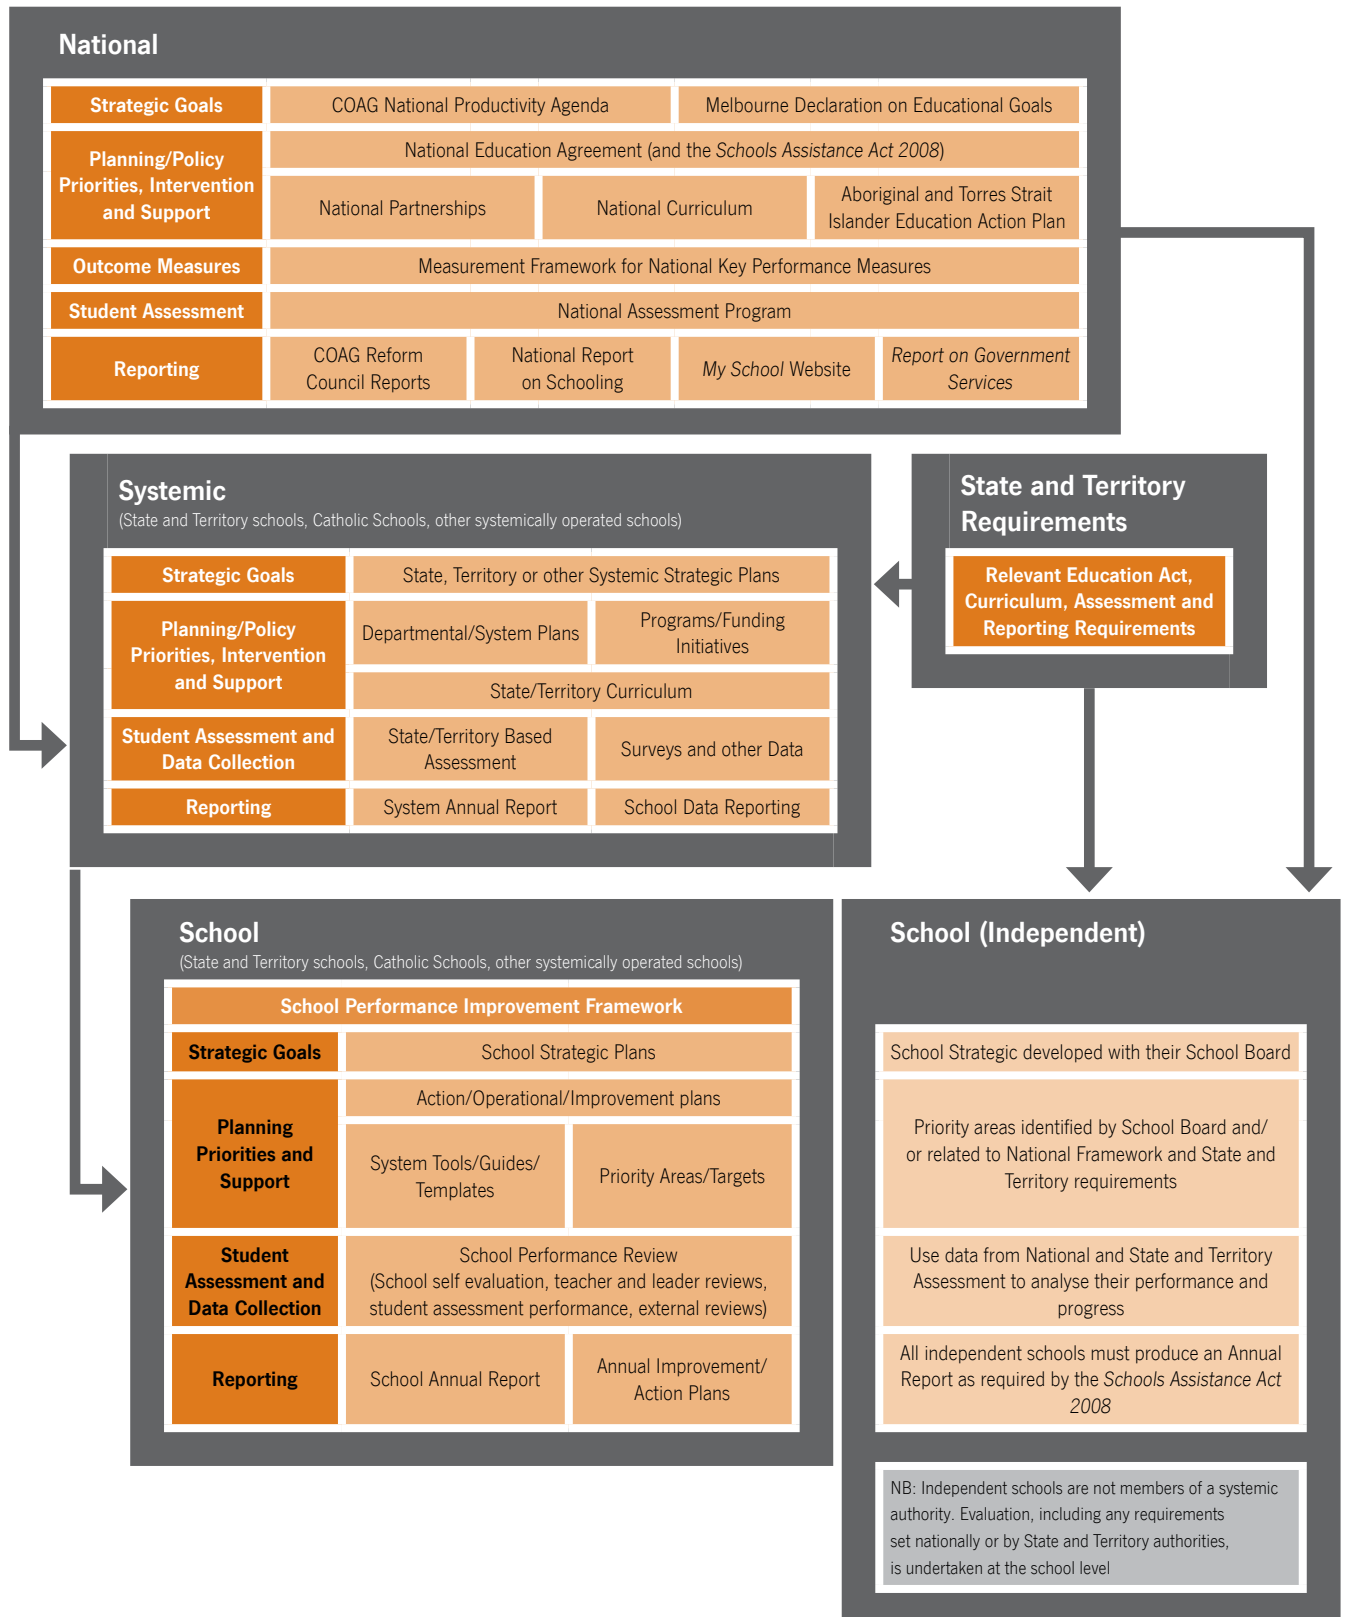 National
Strategic Goals
COAG National Productivity Agenda
Melbourne Declaration on Educational Goals
Planning/Policy
Priorities, Intervention
and Support
National Education Agreement (and the Schools Assistance Act 2008)
National Partnerships
National Curriculum
Aboriginal and Torres Strait
Islander Education Action Plan
Outcome Measures
Measurement Framework for National Key Performance Measures
Student Assessment
National Assessment Program
Reporting
COAG Reform
Council Reports
National Report
on Schooling
My School Website
Report on Government
Services
Systemic
(State and Territory schools, Catholic Schools, other systemically operated schools)
Strategic Goals
State, Territory or other Systemic Strategic Plans
Planning/Policy
Priorities, Intervention
and Support
Departmental/System Plans
Programs/Funding
Initiatives
State/Territory Curriculum
Student Assessment and
Data Collection
State/Territory Based
Assessment
Surveys and other Data
Reporting
System Annual Report
School Data Reporting
State and Territory
Requirements
Relevant Education Act,
Curriculum, Assessment and
Reporting Requirements
School
(State and Territory schools, Catholic Schools, other systemically operated schools)
School Performance Improvement Framework
Strategic Goals
School Strategic Plans
Planning
Priorities and
Support
Action/Operational/Improvement plans
System Tools/Guides/
Templates
Priority Areas/Targets
Student
Assessment and
Data Collection
School Performance Review
(School self evaluation, teacher and leader reviews,
student assessment performance, external reviews)
Reporting
School Annual Report
Annual Improvement/
Action Plans
School (Independent)
School Strategic developed with their School Board
Priority areas identified by School Board and/
or related to National Framework and State and
Territory requirements
Use data from National and State and Territory
Assessment to analyse their performance and
progress
All independent schools must produce an Annual
Report as required by the Schools Assistance Act
2008
NB: Independent schools are not members of a systemic
authority. Evaluation, including any requirements
set nationally or by State and Territory authorities,
is undertaken at the school level